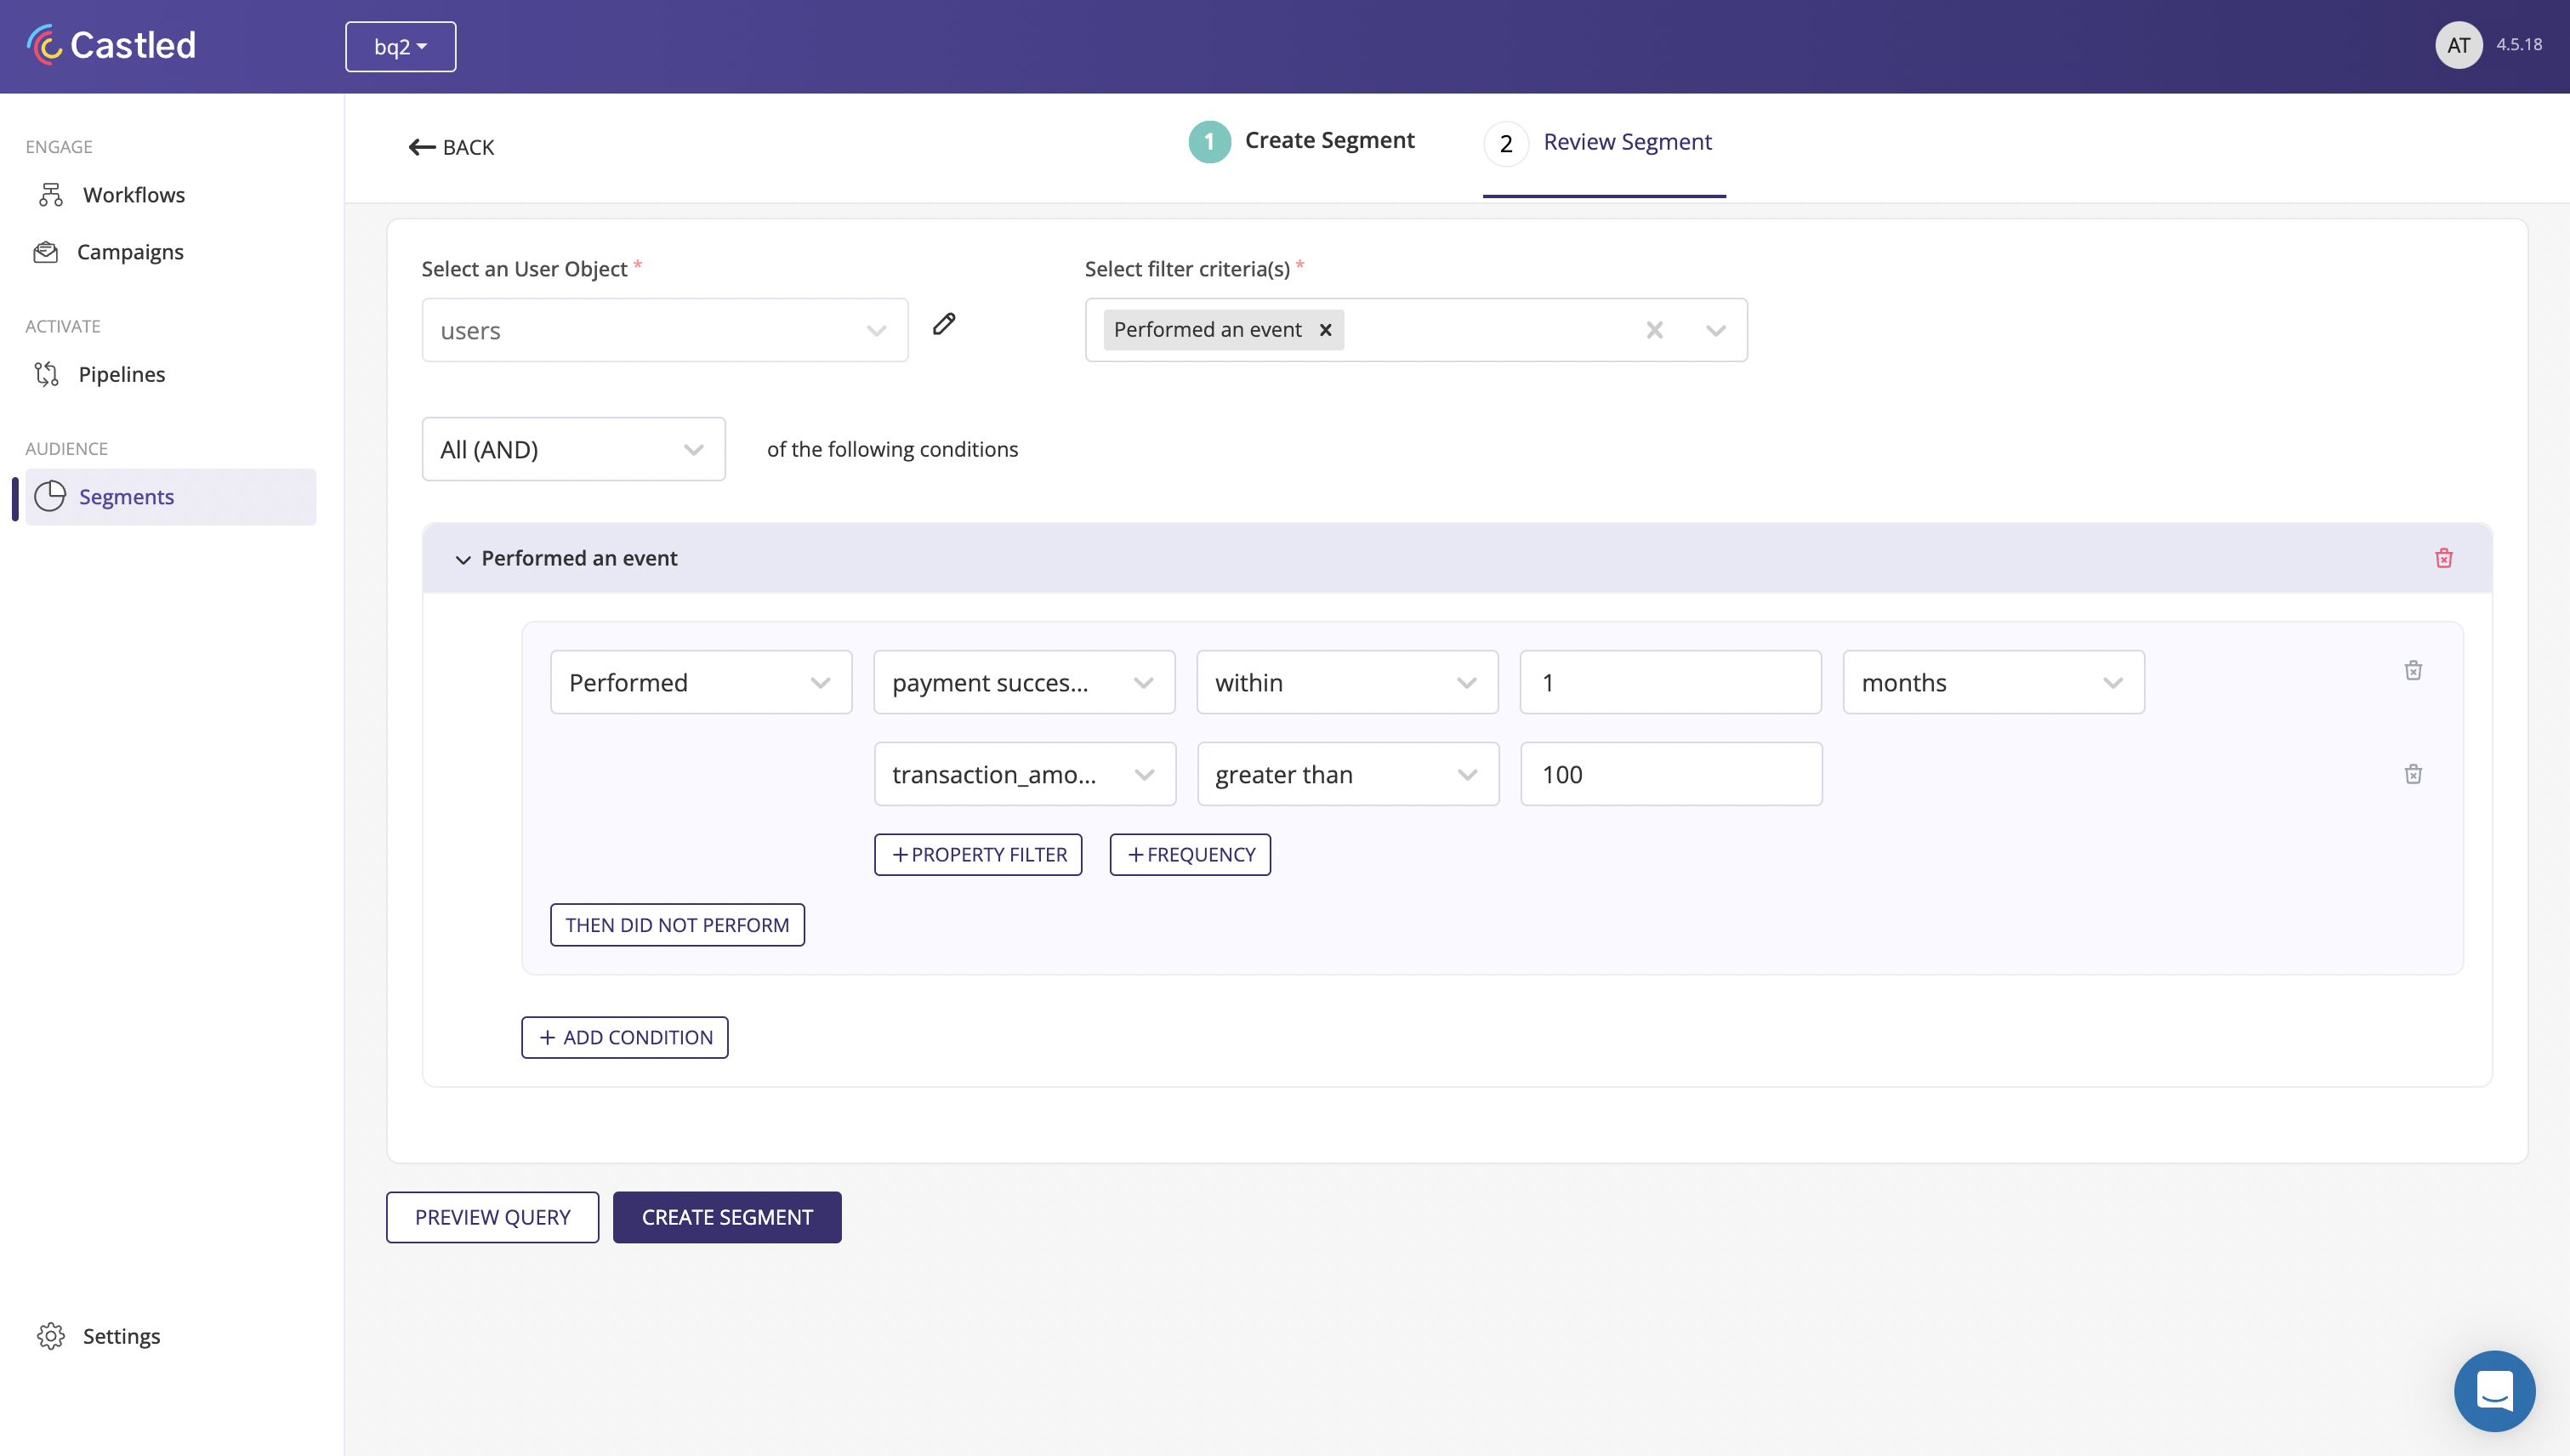 Castled
bq2
AT
4.5.18
ENGAGE
Workflows
Campaigns
ACTIVATE
Pipelines
AUDIENCE
Segments
Settings
BACK
1 Create Segment
2 Review Segment
Select an User Object *
Select filter criteria(s) *
users
Performed an event
All (AND)
of the following conditions
Performed an event
Performed
payment succes...
within
1
months
transaction_amo...
greater than
100
+PROPERTY FILTER
+FREQUENCY
THEN DID NOT PERFORM
+ ADD CONDITION
PREVIEW QUERY
CREATE SEGMENT